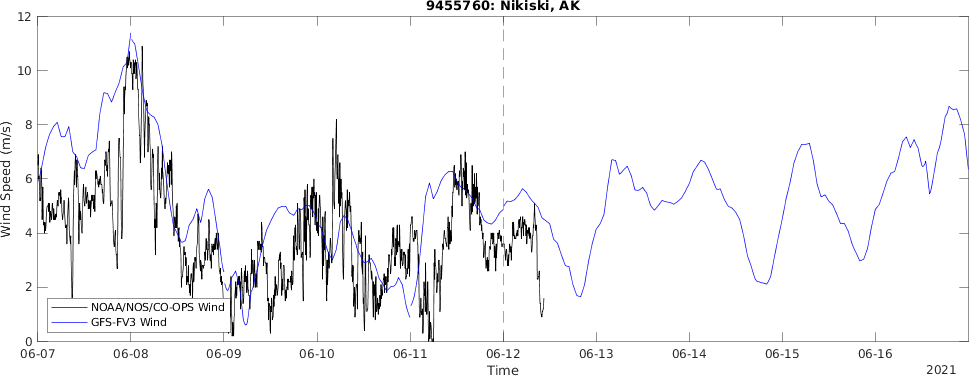 9455760: Nikiski, AK
12
10
8
6
4
2
0
Wind Speed (m/s)
NOAA/NOS/CO-OPS Wind
GFS-FV3 Wind
06-07 06-08 06-09 06-10 06-11 06-12 06-13 06-14 06-15 06-16
Time
2021